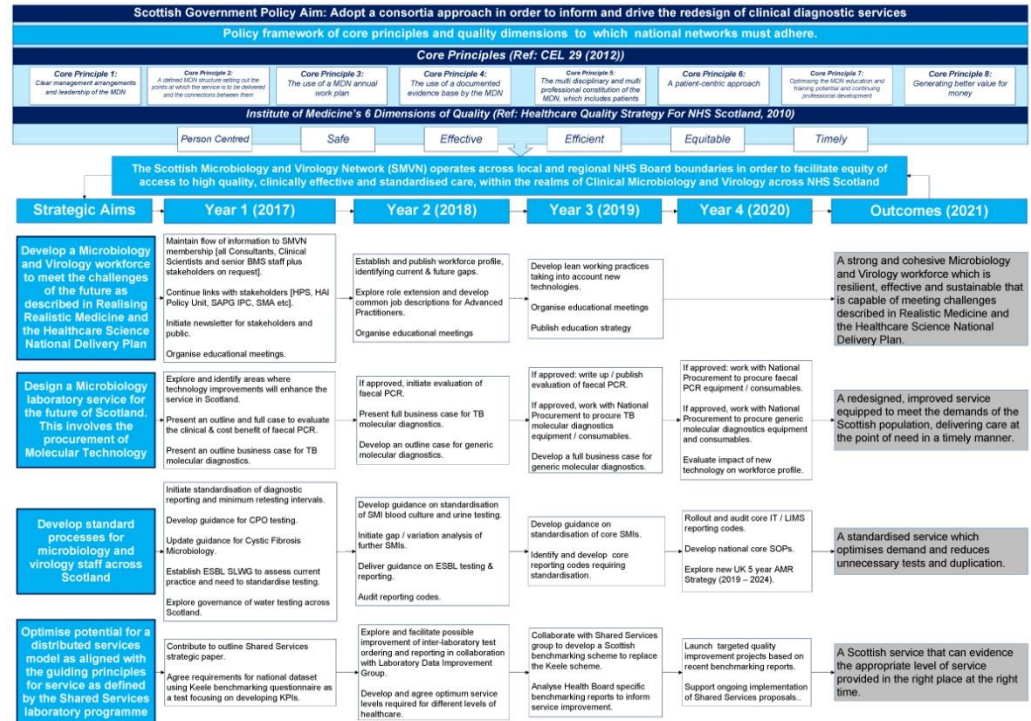 Scottish Government Policy Aim: Adopt a consortia approach in order to inform and drive the redesign of clinical diagnostic services
Policy framework of core principles and quality dimensions to which national networks must adhere.
Core Principles (Ref: CEL 29 (2012))
Core Principle 1:
Clear management arrangements
and leadership of the MDN
Core Principle 2:
A defined MDN structure setting out the
points at which the service is to be delivered
and the connections between them
Core Principle 3:
The use of a MDN annual
work plan
Core Principle 4:
The use of a documented
evidence base by the MDN
Core Principle 5:
The multi disciplinary and multi
professional constitution of the
MDN, which includes patients
Core Principle 6:
A patient-centric approach
Core Principle 7:
Optimising the MDN education and
training potential and continuing
professional development
Core Principle 8:
Generating better value for
money
Institute of Medicine's 6 Dimensions of Quality (Ref: Healthcare Quality Strategy For NHS Scotland, 2010)
Person Centred
Safe
Effective
Efficient
Equitable
Timely
The Scottish Microbiology and Virology Network (SMVN) operates across local and regional NHS Board boundaries in order to facilitate equity of
access to high quality, clinically effective and standardised care, within the realms of Clinical Microbiology and Virology across NHS Scotland
Strategic Aims
Year 1 (2017)
Year 2 (2018)
Year 3 (2019)
Year 4 (2020)
Outcomes (2021)
Develop a Microbiology
and Virology workforce
to meet the challenges
of the future as
described in Realising
Realistic Medicine and
the Healthcare Science
National Delivery Plan
Maintain flow of information to SMVN
membership [all Consultants, Clinical
Scientists and senior BMS staff plus
stakeholders on request].
Continue links with stakeholders [HPS, HAI
Policy Unit, SAPG IPC, SMA etc].
Initiate newsletter for stakeholders and
public.
Organise educational meetings.
Establish and publish workforce profile,
identifying current & future gaps.
Explore role extension and develop
common job descriptions for Advanced
Practitioners.
Organise educational meetings
Develop lean working practices
taking into account new
technologies.
Organise educational meetings
Publish education strategy
A strong and cohesive Microbiology
and Virology workforce which is
resilient, effective and sustainable that
is capable of meeting challenges
described in Realistic Medicine and
the Healthcare Science National
Delivery Plan.
Design a Microbiology
laboratory service for
the future of Scotland.
This involves the
procurement of
Molecular Technology
Explore and identify areas where
technology improvements will enhance the
service in Scotland.
Present an outline and full case to evaluate
the clinical & cost benefit of faecal PCR.
Present an outline business case for TB
molecular diagnostics.
If approved, initiate evaluation of
faecal PCR.
Present full business case for TB
molecular diagnostics.
Develop an outline case for generic
molecular diagnostics.
If approved: write up / publish
evaluation of faecal PCR.
If approved, work with National
Procurement to procure TB
molecular diagnostics
equipment / consumables.
Develop a full business case for
generic molecular diagnostics.
If approved: work with National
Procurement to procure faecal
PCR equipment / consumables.
If approved, work with National
Procurement to procure generic
molecular diagnostics equipment
and consumables.
Evaluate impact of new
technology on workforce profile.
A redesigned, improved service
equipped to meet the demands of the
Scottish population, delivering care at
the point of need in a timely manner.
Develop standard
processes for
microbiology and
virology staff across
Scotland
Initiate standardisation of diagnostic
reporting and minimum retesting intervals.
Develop guidance for CPO testing.
Update guidance for Cystic Fibrosis
Microbiology.
Establish ESBL SLWG to assess current
practice and need to standardise testing.
Explore governance of water testing across
Scotland.
Develop guidance on standardisation
of SMI blood culture and urine testing.
Initiate gap / variation analysis of
further SMIs.
Deliver guidance on ESBL testing &
reporting.
Audit reporting codes.
Develop guidance on
standardisation of core SMIs.
Identify and develop core
reporting codes requiring
standardisation.
Rollout and audit core IT / LIMS
reporting codes.
Develop national core SOPs.
Explore new UK 5 year AMR
Strategy (2019 – 2024).
A standardised service which
optimises demand and reduces
unnecessary tests and duplication.
Optimise potential for a
distributed services
model as aligned with
the guiding principles
for service as defined
by the Shared Services
laboratory programme
Contribute to outline Shared Services
strategic paper.
Agree requirements for national dataset
using Keele benchmarking questionnaire as
a test focusing on developing KPIs.
Explore and facilitate possible
improvement of inter-laboratory test
ordering and reporting in collaboration
with Laboratory Data Improvement
Group.
Develop and agree optimum service
levels required for different levels of
healthcare.
Collaborate with Shared Services
group to develop a Scottish
benchmarking scheme to replace
the Keele scheme.
Analyse Health Board specific
benchmarking reports to inform
service improvement.
Launch targeted quality
improvement projects based on
recent benchmarking reports.
Support ongoing implementation
of Shared Services proposals..
A Scottish service that can evidence
the appropriate level of service
provided in the right place at the right
time.